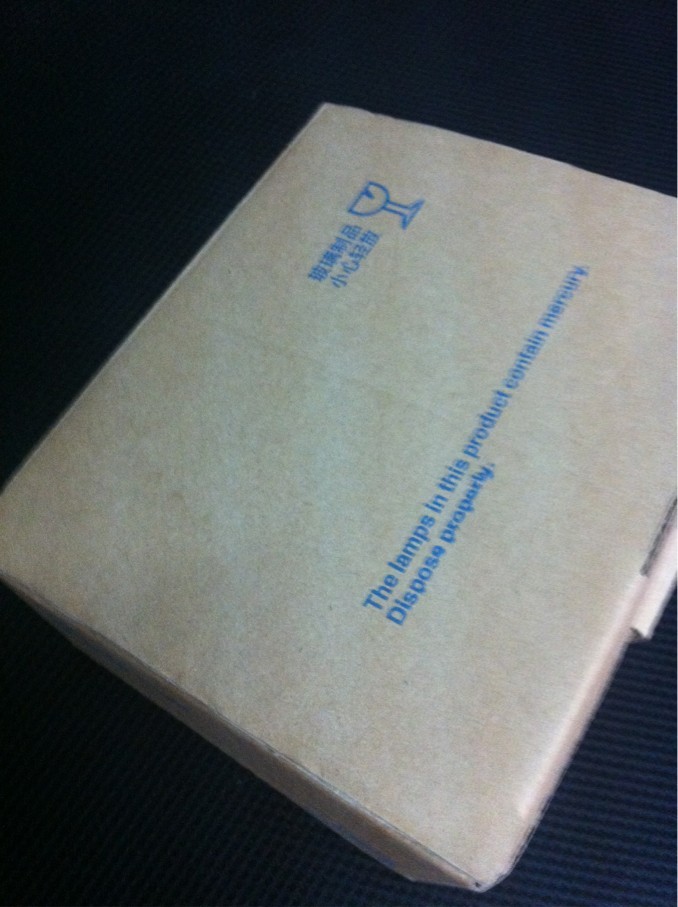 玻璃制品
小心轻放
The lamps in this product contain mercury.
Dispose properly.